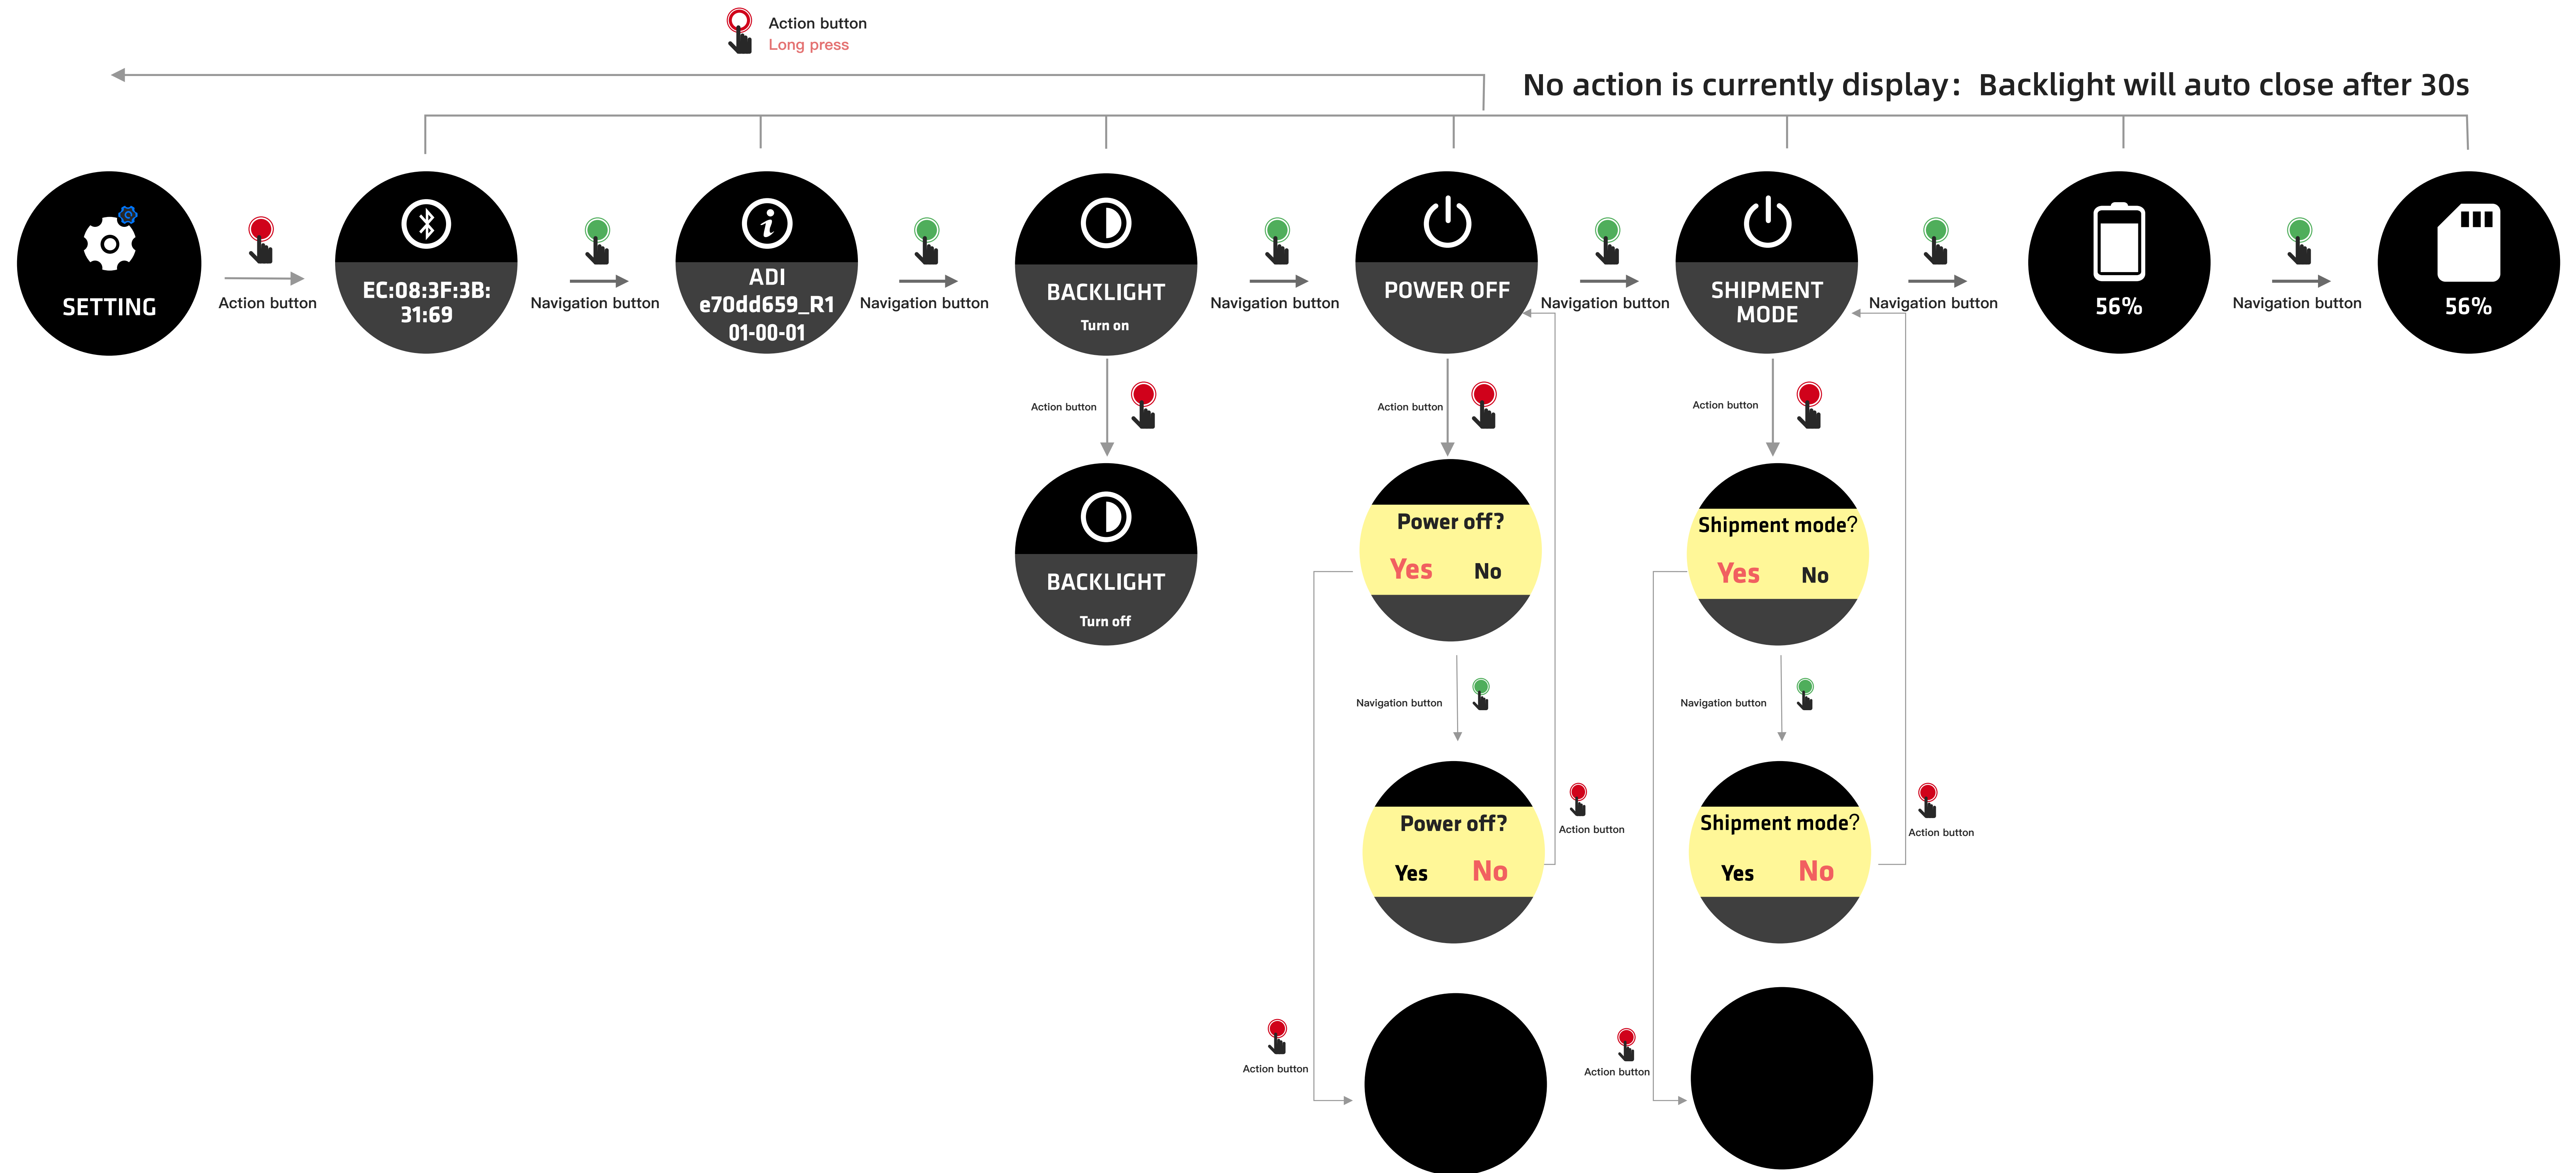 Action button
Long press
No action is currently display：Backlight will auto close after 30s
SETTING
Action button
EC:08:3F:3B:
31:69
Navigation button
ADI
e70dd659_R1
01-00-01
Navigation button
BACKLIGHT
Turn on
Navigation button
POWER OFF
Navigation button
SHIPMENT
MODE
Navigation button
56%
Navigation button
56%
Action button
Action button
Action button
BACKLIGHT
Turn off
Power off?
Yes No
Shipment mode?
Yes No
Navigation button
Navigation button
Power off?
Yes No
Action button
Shipment mode?
Yes No
Action button
Action button
Action button